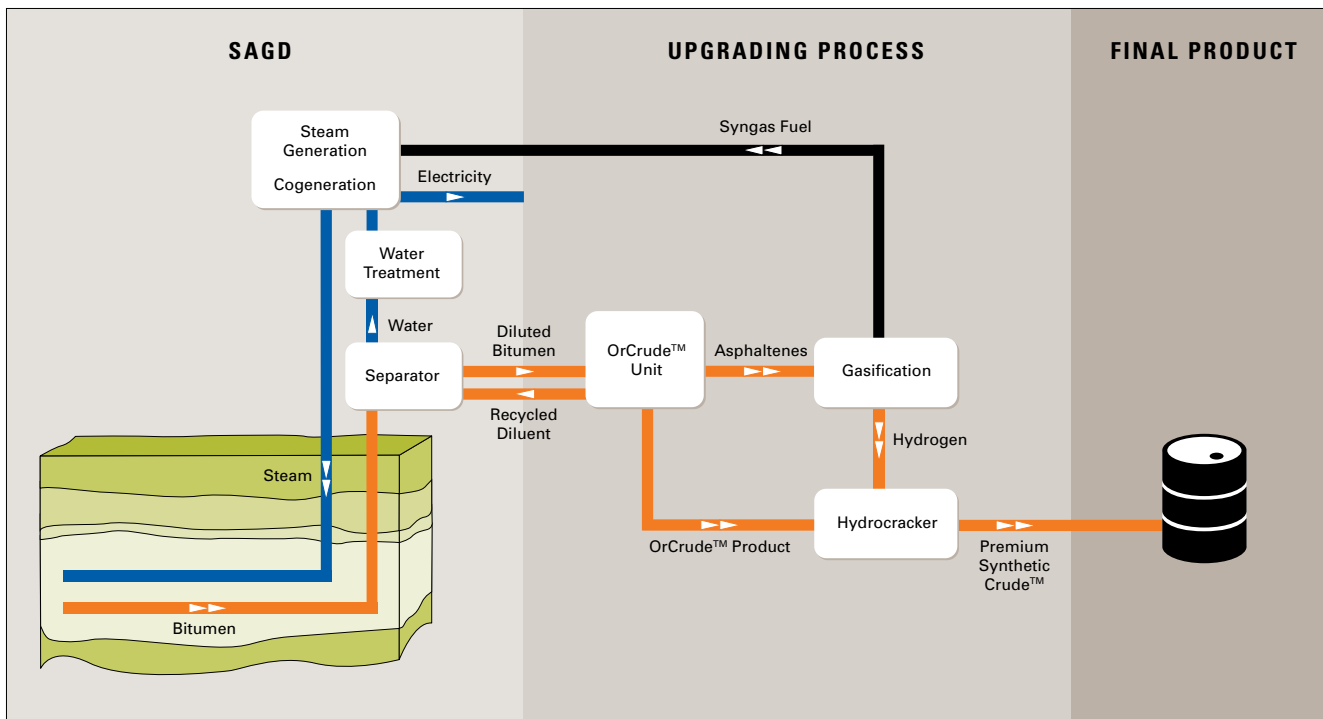 SAGD
UPGRADING PROCESS
FINAL PRODUCT
Steam
Generation
Cogeneration
Syngas Fuel
Electricity
Water
Treatment
Water
Separator
Diluted
Bitumen
Recycled
Diluent
OrCrude™
Unit
Asphaltenes
Gasification
Hydrogen
Steam
Hydrocracker
OrCrude™ Product
Premium
Synthetic
Crude™
Bitumen